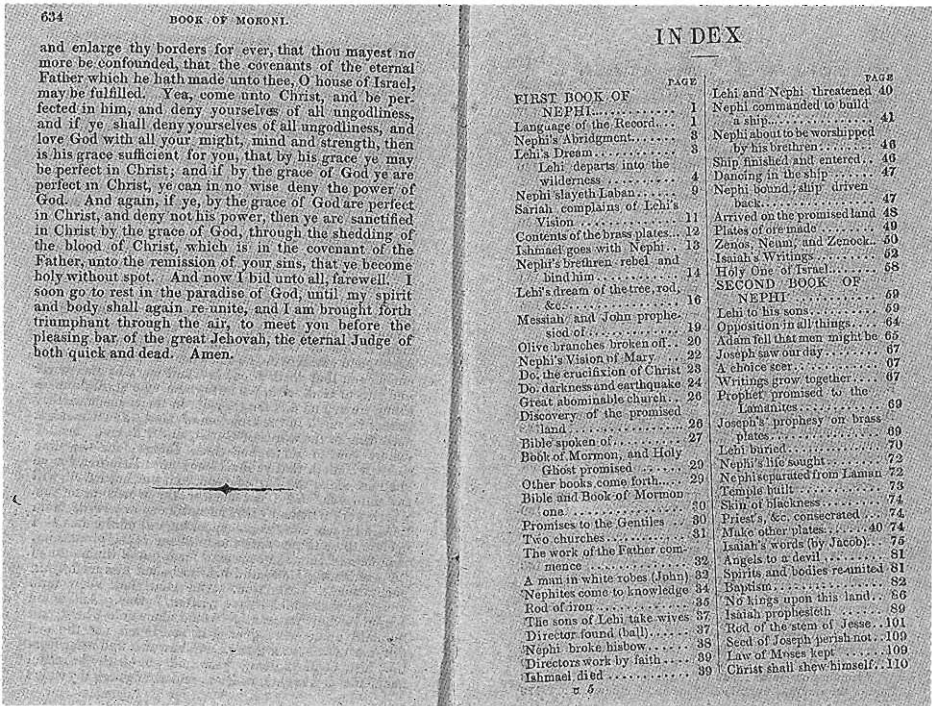 634
BOOK OF MORONI.
and enlarge thy borders for ever, that thou mayest no
more be confounded, that the covenants of the eternal
Father which he hath made unto thee, O house of Israel,
may be fulfilled. Yea, come unto Christ, and be per-
fected in him, and deny yourselves of all ungodliness,
and if ye shall deny yourselves of all ungodliness, and
love God with all your might, mind and strength, then
is his grace sufficient for you, that by his grace ye may
be perfect in Christ; and if by the grace of God ye are
perfect in Christ, ye can in no wise deny the power of
God. And again, if ye, by the grace of God are perfect
in Christ, and deny not his power, then ye are sanctified
in Christ by the grace of God, through the shedding of
the blood of Christ, which is in the covenant of the
Father, unto the remission of your sins, that ye become
holy without spot. And now I bid unto all, farewell. I
soon go to rest in the paradise of God, until my spirit
and body shall again re-unite, and I am brought forth
triumphant through the air, to meet you before the
pleasing bar of the great Jehovah, the eternal Judge of
both quick and dead. Amen.
INDEX
PAGE
FIRST BOOK OF
NEPHI............... 1
Language of the Record... 1
Nephi's Abridgment...... 3
Lehi's Dream............ 3
Lehi departs into the
wilderness ........... 4
Nephi slayeth Laban...... 9
Sariah complains of Lehi's
Vision ............... 11
Contents of the brass plates... 12
Ishmael goes with Nephi.. 13
Nephi's brethren rebel and
bind him ............ 14
Lehi's dream of the tree, rod,
&c. ................ 16
Messiah and John prophe-
sied of .............. 19
Olive branches broken off.. 20
Nephi's Vision of Mary ... 22
Do. the crucifixion of Christ 23
Do. darkness and earthquake 24
Great abominable church.. 26
Discovery of the promised
land ................ 26
Bible spoken of.......... 27
Book of Mormon, and Holy
Ghost promised ....... 29
Other books come forth..... 29
Bible and Book of Mormon
one................. 30
Promises to the Gentiles ... 30
Two churches............ 31
The work of the Father com-
mence .............. 32
A man in white robes (John) 33
Nephites come to knowledge 34
Rod of iron .............. 35
The sons of Lehi take wives 37
Director found (ball)...... 37
Nephi broke his bow....... 38
Directors work by faith.... 39
Ishmael died ............ 39
U 5
PAGE
Lehi and Nephi threatened 40
Nephi commanded to build
a ship................ 41
Nephi about to be worshipped
by his brethren........ 46
Ship finished and entered.. 46
Dancing in the ship ...... 47
Nephi bound; ship driven
back................. 47
Arrived on the promised land 48
Plates of ore made ........ 49
Zenos, Neum, and Zenock.. 50
Isaiah's Writings ......... 52
Holy One of Israel........ 58
SECOND BOOK OF
NEPHI .............. 59
Lehi to his sons.......... 59
Opposition in all things.... 64
Adam fell that men might be 65
Joseph saw our day ....... 67
A choice seer............ 67
Writings grow together.... 67
Prophet promised to the
Lamanites............ 69
Joseph's prophesy on brass
plates................ 69
Lehi buried.............. 70
Nephi's life sought........ 72
Nephi separated from Laman 72
Temple built ............ 73
Skin of blackness......... 74
Priest's, &c. consecrated ... 74
Make other plates......40 74
Isaiah's words (by Jacob)... 75
Angels to a devil ......... 81
Spirits and bodies re-united 81
Baptism................ 82
No kings upon this land.. 86
Isaiah prophesieth ....... 89
Rod of the stem of Jesse.. 101
Seed of Joseph perish not.. 109
Law of Moses kept ...... 109
Christ shall shew himself.. 110